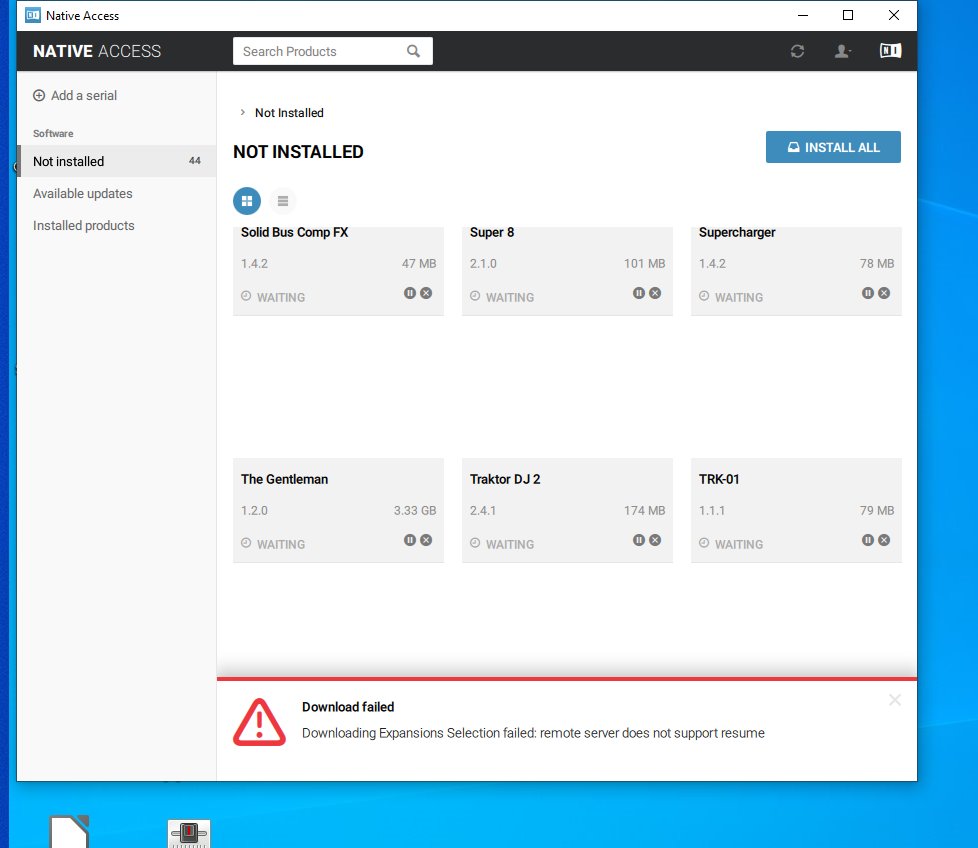 Native Access
NATIVE ACCESS
Search Products
NI
Add a serial
Software
Not installed 44
Available updates
Installed products
> Not Installed
NOT INSTALLED
INSTALL ALL
Solid Bus Comp FX
1.4.2 47 MB
WAITING
Super 8
2.1.0 101 MB
WAITING
Supercharger
1.4.2 78 MB
WAITING
The Gentleman
1.2.0 3.33 GB
WAITING
Traktor DJ 2
2.4.1 174 MB
WAITING
TRK-01
1.1.1 79 MB
WAITING
Download failed
Downloading Expansions Selection failed: remote server does not support resume